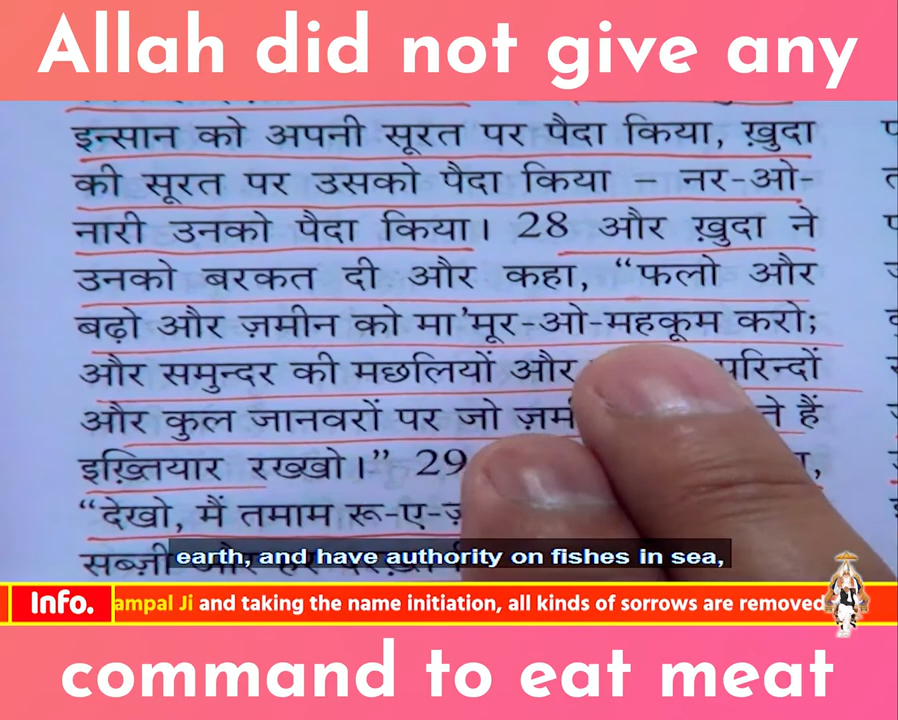 Allah did not give any
इन्सान को अपनी सूरत पर पैदा किया, ख़ुदा
की सूरत पर उसको पैदा किया – नर-ओ-
नारी उनको पैदा किया। 28 और ख़ुदा ने
उनको बरकत दी और कहा, “फलो और
बढ़ो और ज़मीन को मा'मूर-ओ-महकूम करो;
और समुन्दर की मछलियों और परिन्दों
और कुल जानवरों पर जो हैं
इख़्तियार रख्खो।” 29
“देखो, मैं तमाम रू-ए-
सब्ज़ी
earth, and have authority on fishes in sea,
Info. ampal Ji and taking the name initiation, all kinds of sorrows are removed
command to eat meat